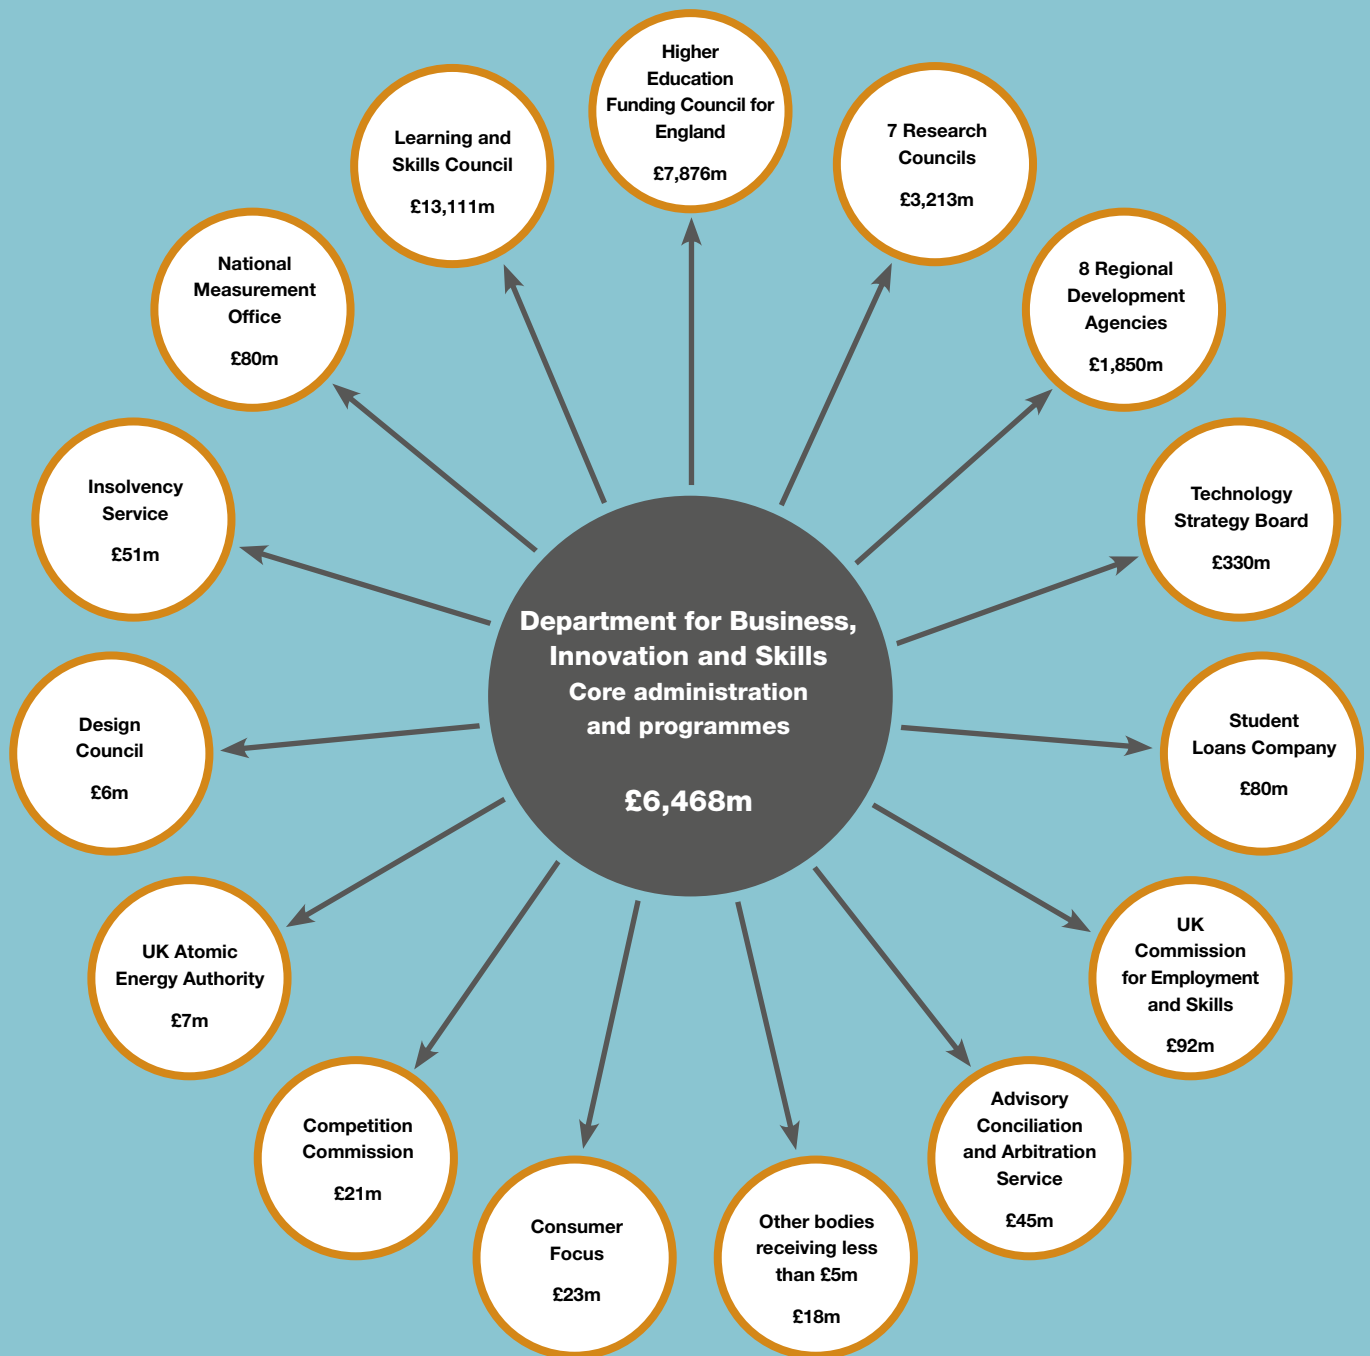 Higher
Education
Funding Council for
England
£7,876m
7 Research
Councils
£3,213m
8 Regional
Development
Agencies
£1,850m
Technology
Strategy Board
£330m
Student
Loans Company
£80m
UK
Commission
for Employment
and Skills
£92m
Advisory
Conciliation
and Arbitration
Service
£45m
Other bodies
receiving less
than £5m
£18m
Consumer
Focus
£23m
Competition
Commission
£21m
UK Atomic
Energy Authority
£7m
Design
Council
£6m
Insolvency
Service
£51m
National
Measurement
Office
£80m
Learning and
Skills Council
£13,111m
Department for Business,
Innovation and Skills
Core administration
and programmes
£6,468m